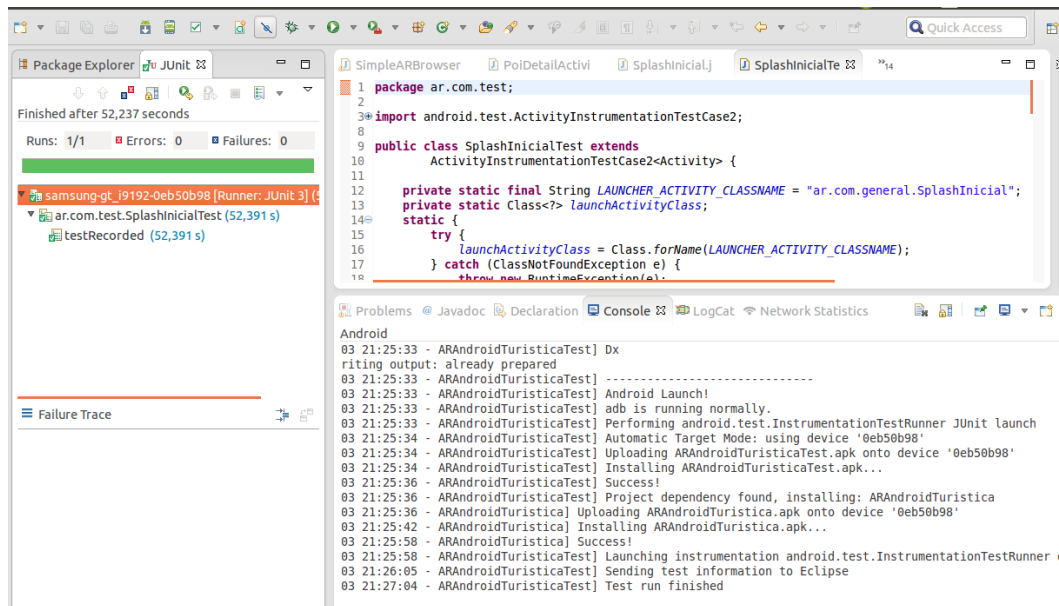 Quick Access
Package Explorer JUnit
Finished after 52,237 seconds
Runs: 1/1 Errors: 0 Failures: 0
samsung-gt_i9192-0eb50b98 [Runner: JUnit 3] (
ar.com.test.SplashInicialTest (52,391 s)
testRecorded (52,391 s)
Failure Trace
SimpleARBrowser PoiDetailActivi SplashInicial.j SplashInicialTe »14
1 package ar.com.test;
2
3 import android.test.ActivityInstrumentationTestCase2;
8
9 public class SplashInicialTest extends
10 ActivityInstrumentationTestCase2<Activity> {
11
12 private static final String LAUNCHER_ACTIVITY_CLASSNAME = "ar.com.general.SplashInicial";
13 private static Class<?> launchActivityClass;
14 static {
15 try {
16 launchActivityClass = Class.forName(LAUNCHER_ACTIVITY_CLASSNAME);
17 } catch (ClassNotFoundException e) {
18 throw new RuntimeException(e);
Problems @ Javadoc Declaration Console LogCat Network Statistics
Android
03 21:25:33 - ARAndroidTuristicaTest] Dx
riting output: already prepared
03 21:25:33 - ARAndroidTuristicaTest] ------------------------------
03 21:25:33 - ARAndroidTuristicaTest] Android Launch!
03 21:25:33 - ARAndroidTuristicaTest] adb is running normally.
03 21:25:33 - ARAndroidTuristicaTest] Performing android.test.InstrumentationTestRunner JUnit launch
03 21:25:34 - ARAndroidTuristicaTest] Automatic Target Mode: using device '0eb50b98'
03 21:25:34 - ARAndroidTuristicaTest] Uploading ARAndroidTuristicaTest.apk onto device '0eb50b98'
03 21:25:34 - ARAndroidTuristicaTest] Installing ARAndroidTuristicaTest.apk...
03 21:25:36 - ARAndroidTuristicaTest] Success!
03 21:25:36 - ARAndroidTuristicaTest] Project dependency found, installing: ARAndroidTuristica
03 21:25:36 - ARAndroidTuristica] Uploading ARAndroidTuristica.apk onto device '0eb50b98'
03 21:25:42 - ARAndroidTuristica] Installing ARAndroidTuristica.apk...
03 21:25:58 - ARAndroidTuristica] Success!
03 21:25:58 - ARAndroidTuristicaTest] Launching instrumentation android.test.InstrumentationTestRunner
03 21:26:05 - ARAndroidTuristicaTest] Sending test information to Eclipse
03 21:27:04 - ARAndroidTuristicaTest] Test run finished